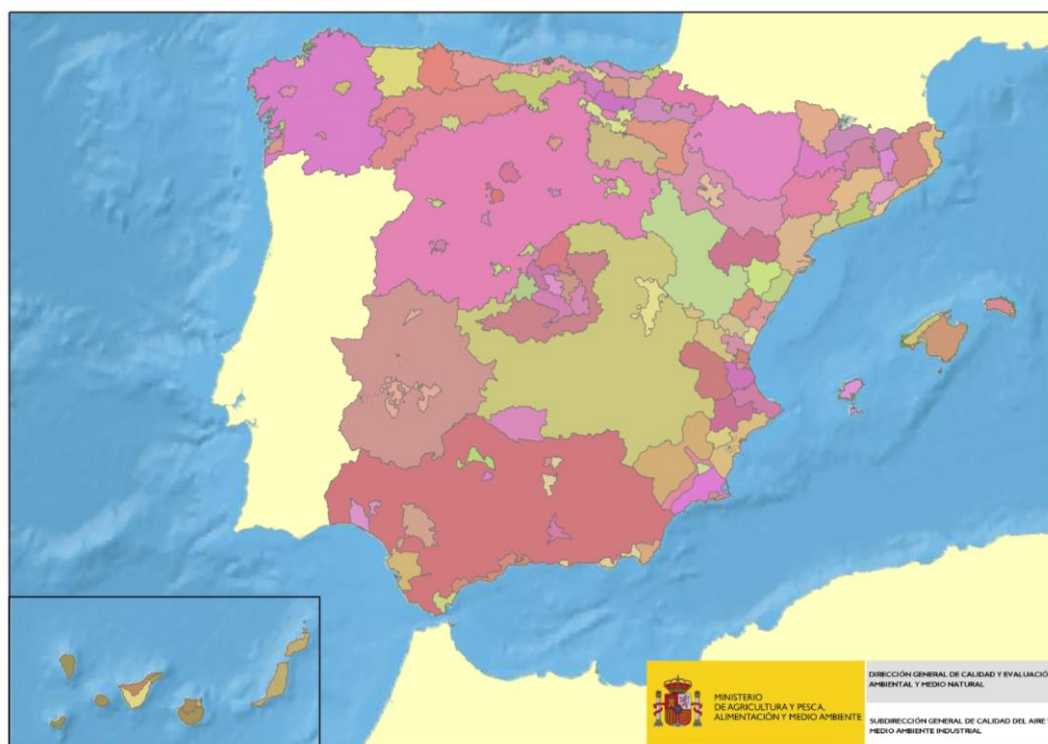 MINISTERIO
DE AGRICULTURA Y PESCA,
ALIMENTACIÓN Y MEDIO AMBIENTE
DIRECCIÓN GENERAL DE CALIDAD Y EVALUACIÓ
AMBIENTAL Y MEDIO NATURAL
SUBDIRECCIÓN GENERAL DE CALIDAD DEL AIRE Y
MEDIO AMBIENTE INDUSTRIAL